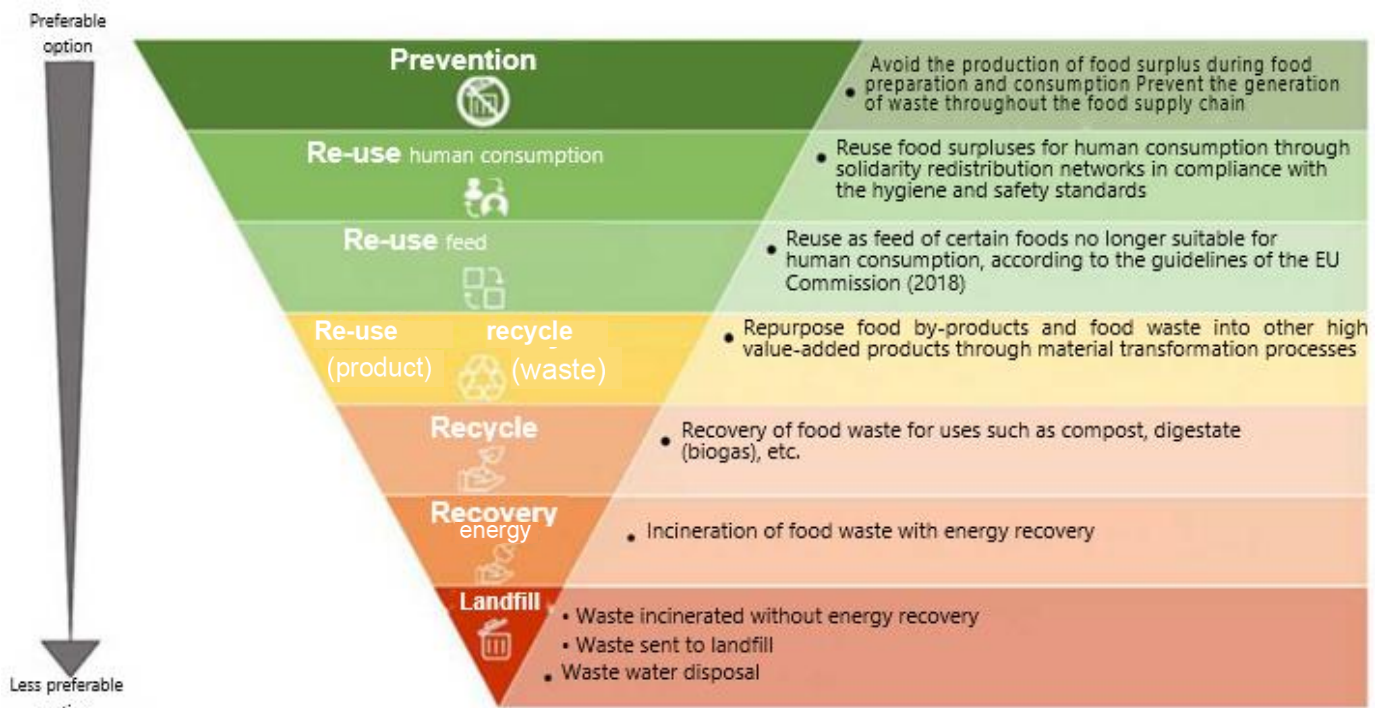 Preferable
option
Prevention
Avoid the production of food surplus during food
preparation and consumption Prevent the generation
• of waste throughout the food supply chain
Re-use human consumption
• Reuse food surpluses for human consumption through
solidarity redistribution networks in compliance with
the hygiene and safety standards
Re-use feed
• Reuse as feed of certain foods no longer suitable for
human consumption, according to the guidelines of the EU
Commission (2018)
Re-use recycle
(product) (waste)
• Repurpose food by-products and food waste into other high
value-added products through material transformation processes
Recycle
• Recovery of food waste for uses such as compost, digestate
(biogas), etc.
Recovery
energy
• Incineration of food waste with energy recovery
Landfill
• Waste incinerated without energy recovery
• Waste sent to landfill
• Waste water disposal
Less preferable